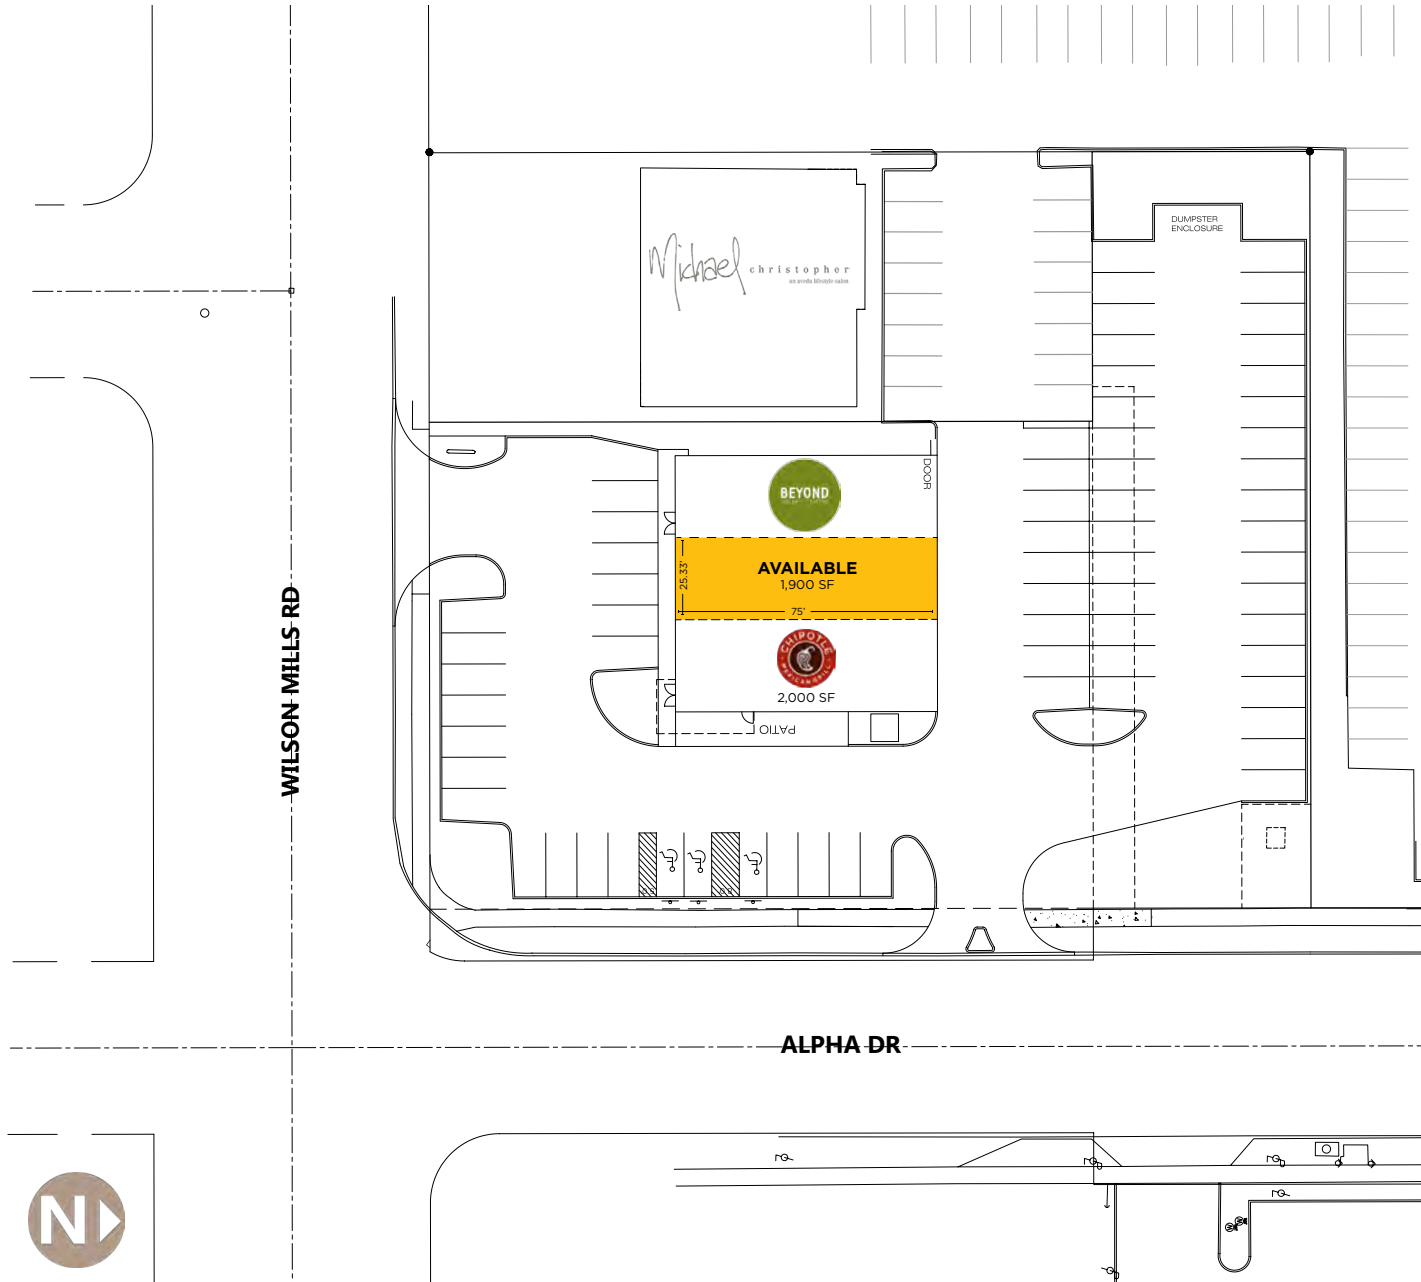 DUMPSTER
ENCLOSURE
Michael
christopher
an aveda lifestyle salon
DOOR
BEYOND
AVAILABLE
1,900 SF
25.33'
75'
CHIPOTLE
MEXICAN GRILL
2,000 SF
PATIO
WILSON MILLS RD
ALPHA DR
N